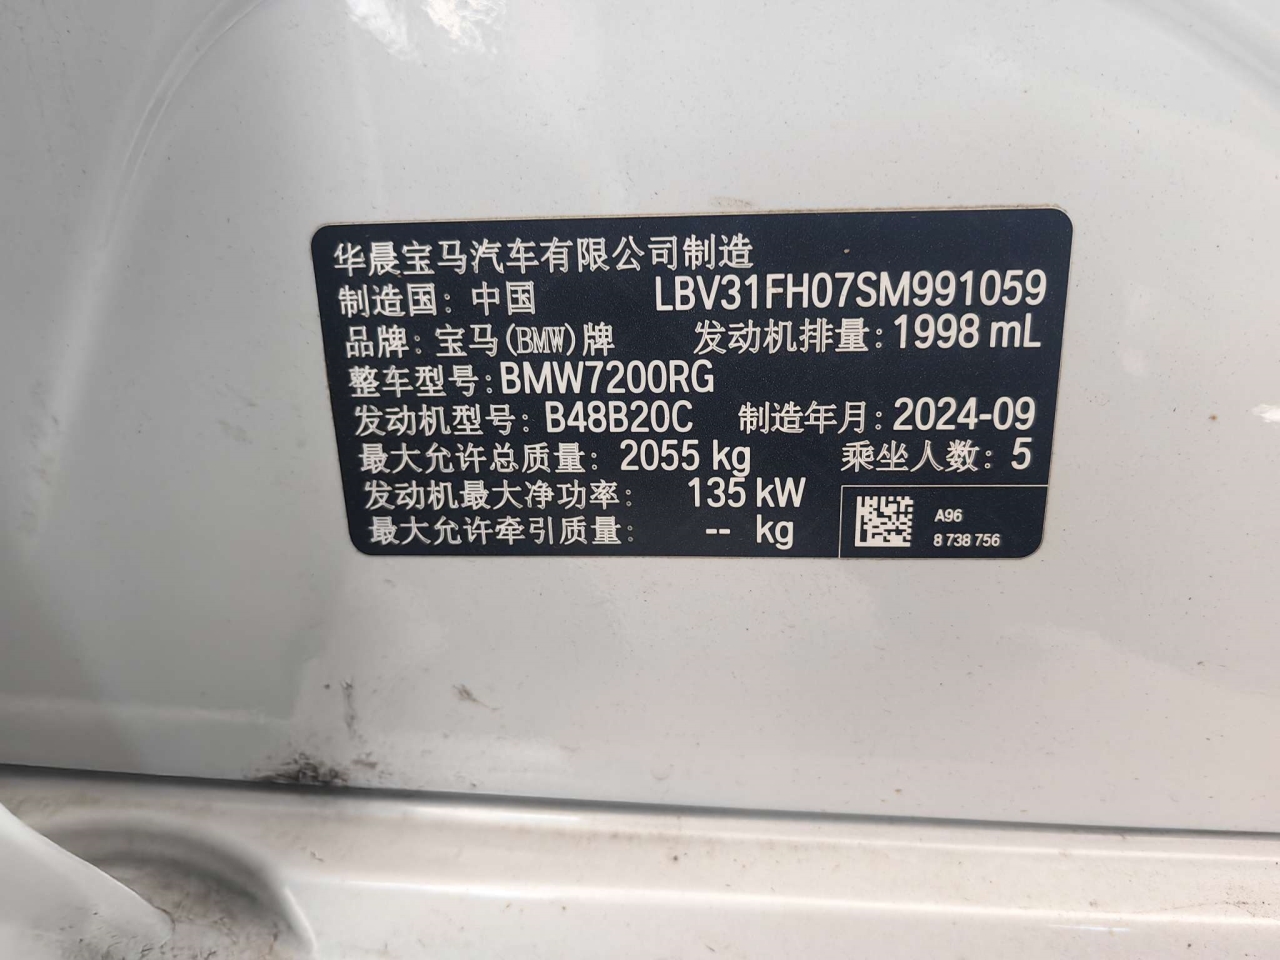 华晨宝马汽车有限公司制造
制造国：中国 LBV31FH07SM991059
品牌：宝马(BMW)牌 发动机排量：1998 mL
整车型号：BMW7200RG
发动机型号：B48B20C 制造年月：2024-09
最大允许总质量：2055 kg 乘坐人数：5
发动机最大净功率：135 kW
最大允许牵引质量：-- kg
A96
8 738 756